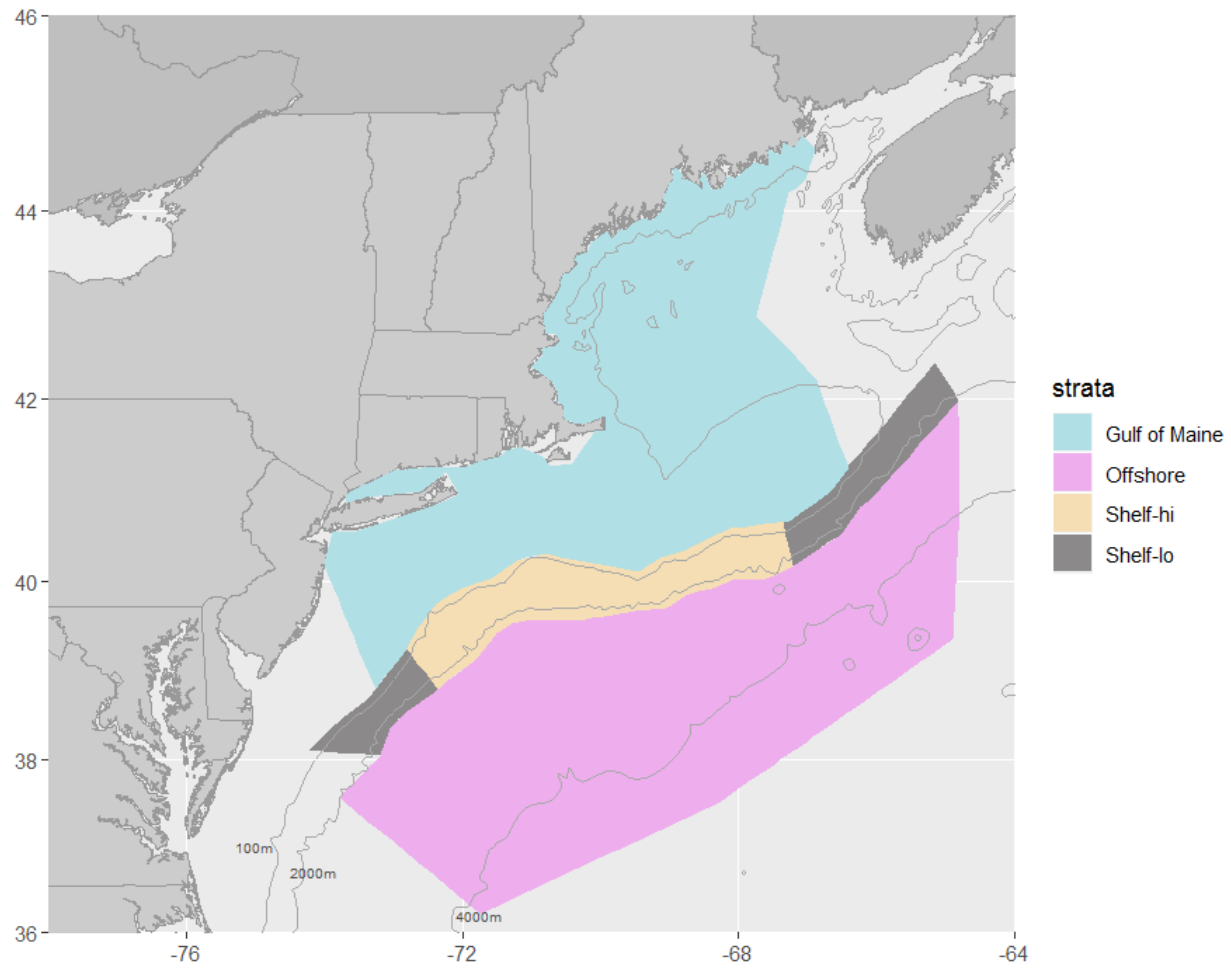 46
44
42
40
38
36
-76
-72
-68
-64
100m
2000m
4000m
strata
Gulf of Maine
Offshore
Shelf-hi
Shelf-lo